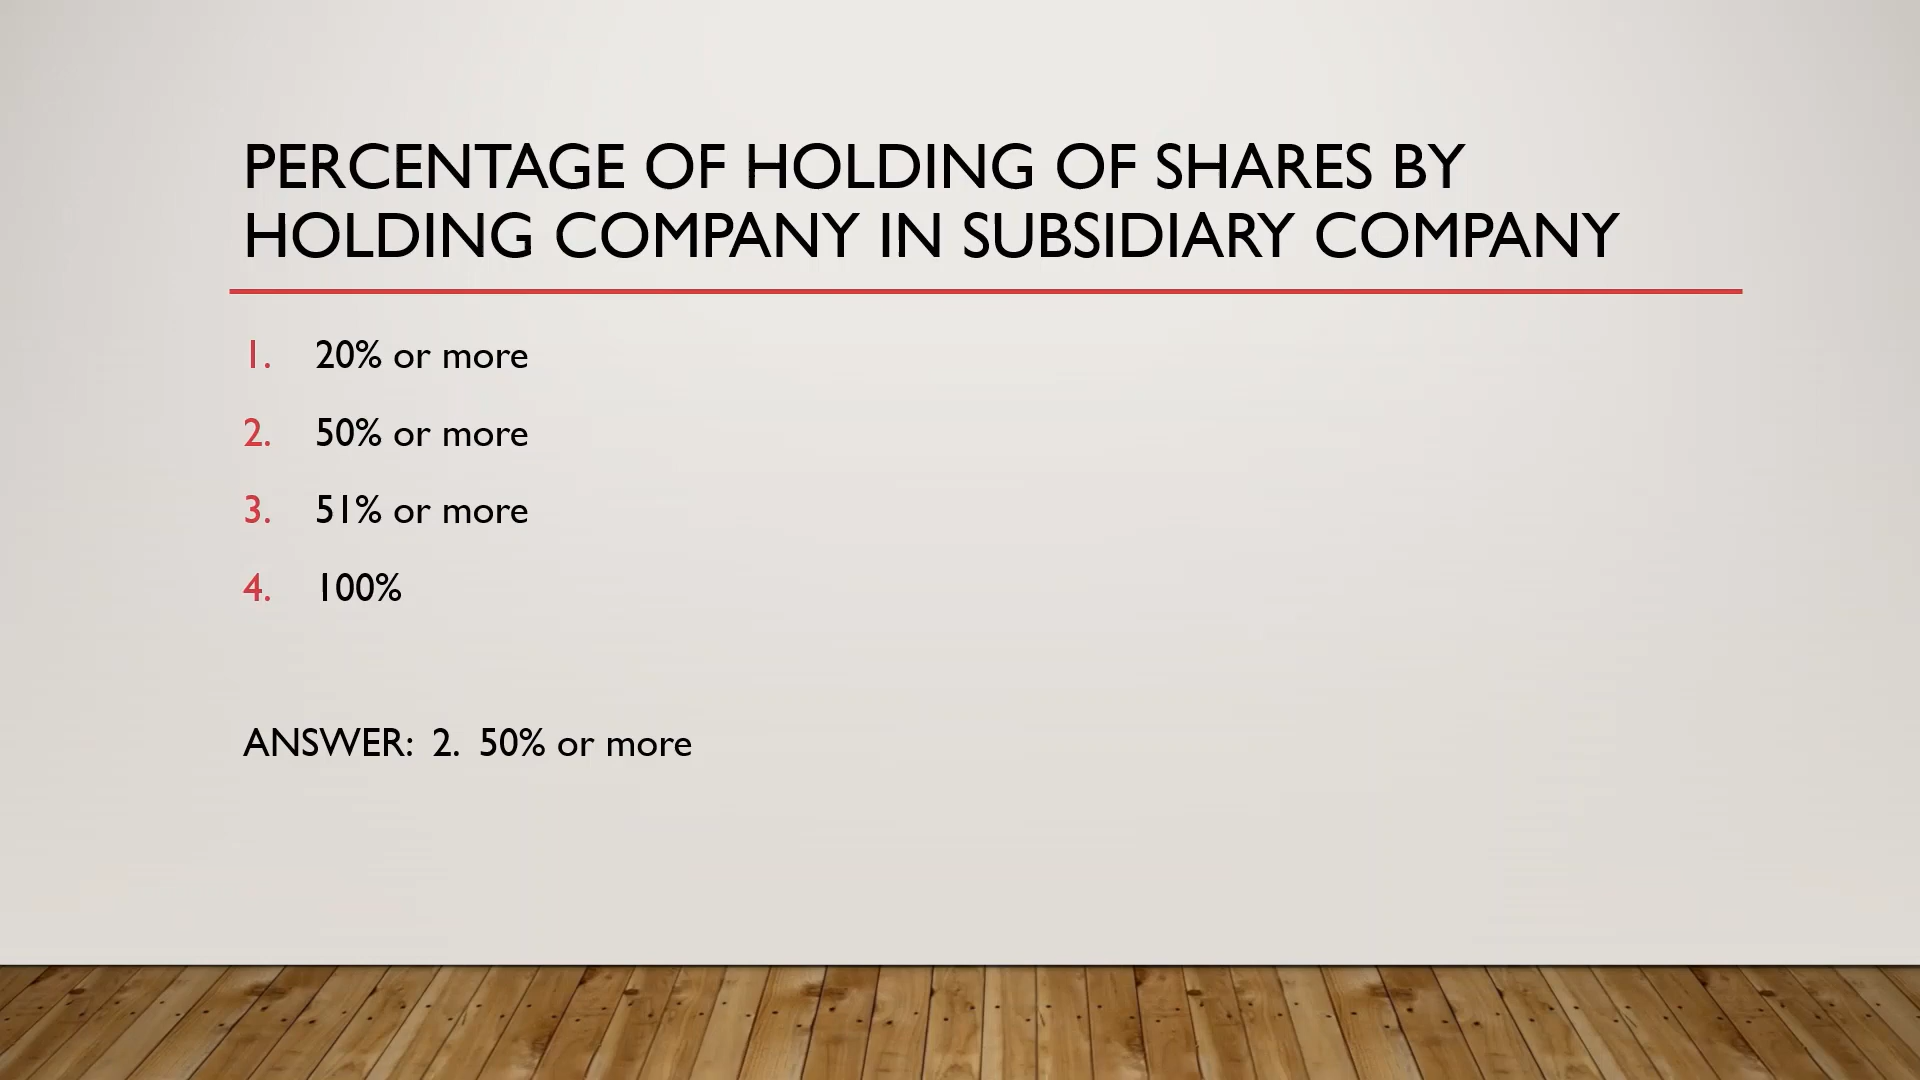 PERCENTAGE OF HOLDING OF SHARES BY
HOLDING COMPANY IN SUBSIDIARY COMPANY
1. 20% or more
2. 50% or more
3. 51% or more
4. 100%
ANSWER: 2. 50% or more